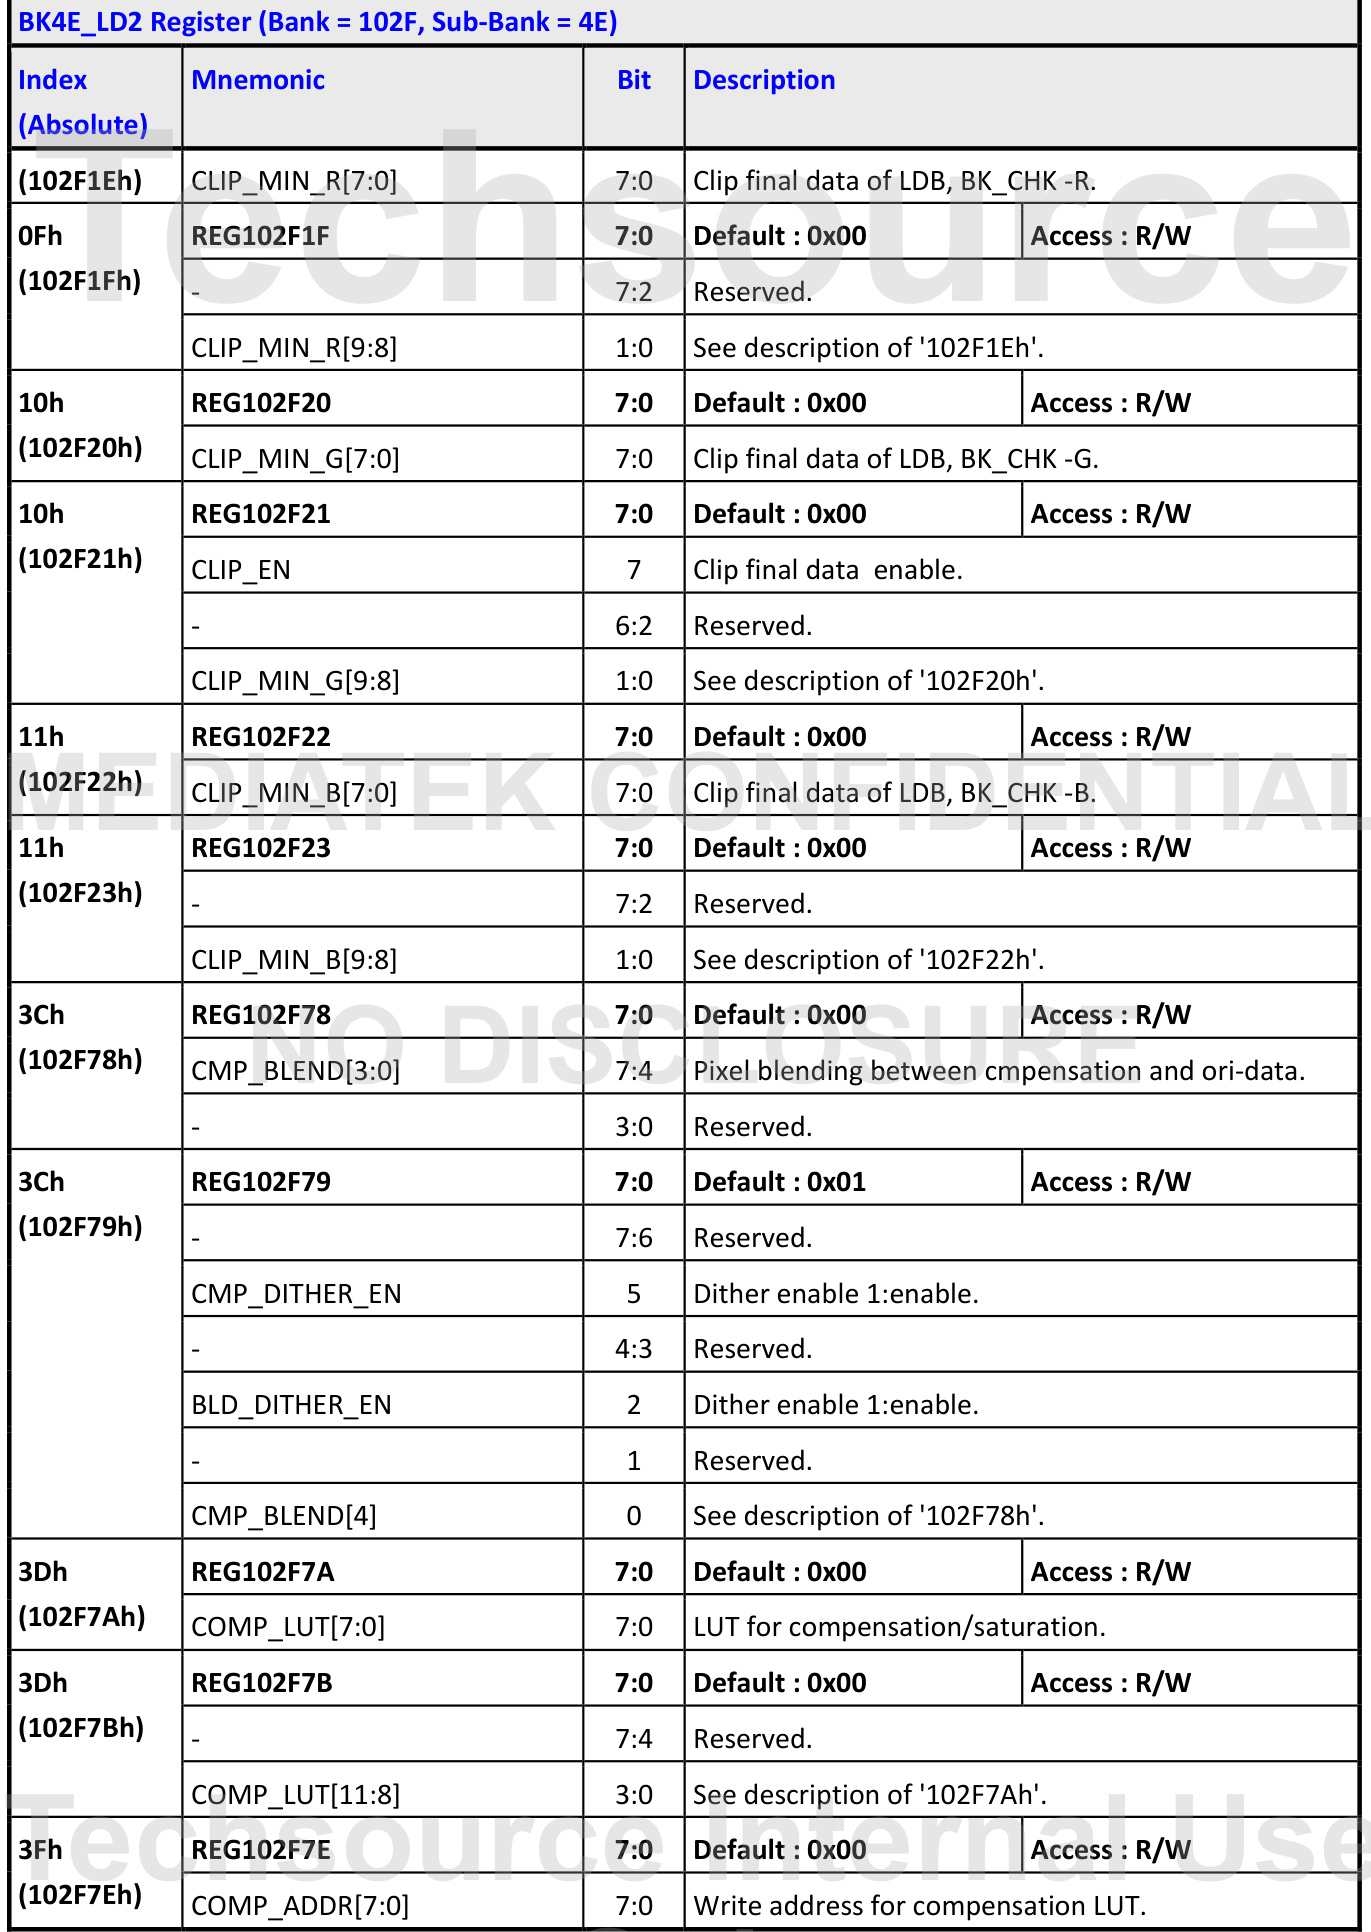 BK4E_LD2 Register (Bank = 102F, Sub-Bank = 4E)
Index (Absolute) Mnemonic Bit Description
(102F1Eh) CLIP_MIN_R[7:0] 7:0 Clip final data of LDB, BK_CHK -R.
0Fh (102F1Fh) REG102F1F 7:0 Default : 0x00 Access : R/W
- 7:2 Reserved.
CLIP_MIN_R[9:8] 1:0 See description of '102F1Eh'.
10h (102F20h) REG102F20 7:0 Default : 0x00 Access : R/W
CLIP_MIN_G[7:0] 7:0 Clip final data of LDB, BK_CHK -G.
10h (102F21h) REG102F21 7:0 Default : 0x00 Access : R/W
CLIP_EN 7 Clip final data  enable.
- 6:2 Reserved.
CLIP_MIN_G[9:8] 1:0 See description of '102F20h'.
11h (102F22h) REG102F22 7:0 Default : 0x00 Access : R/W
CLIP_MIN_B[7:0] 7:0 Clip final data of LDB, BK_CHK -B.
11h (102F23h) REG102F23 7:0 Default : 0x00 Access : R/W
- 7:2 Reserved.
CLIP_MIN_B[9:8] 1:0 See description of '102F22h'.
3Ch (102F78h) REG102F78 7:0 Default : 0x00 Access : R/W
CMP_BLEND[3:0] 7:4 Pixel blending between cmpensation and ori-data.
- 3:0 Reserved.
3Ch (102F79h) REG102F79 7:0 Default : 0x01 Access : R/W
- 7:6 Reserved.
CMP_DITHER_EN 5 Dither enable 1:enable.
- 4:3 Reserved.
BLD_DITHER_EN 2 Dither enable 1:enable.
- 1 Reserved.
CMP_BLEND[4] 0 See description of '102F78h'.
3Dh (102F7Ah) REG102F7A 7:0 Default : 0x00 Access : R/W
COMP_LUT[7:0] 7:0 LUT for compensation/saturation.
3Dh (102F7Bh) REG102F7B 7:0 Default : 0x00 Access : R/W
- 7:4 Reserved.
COMP_LUT[11:8] 3:0 See description of '102F7Ah'.
3Fh (102F7Eh) REG102F7E 7:0 Default : 0x00 Access : R/W
COMP_ADDR[7:0] 7:0 Write address for compensation LUT.
Techsource
MEDIATEK CONFIDENTIAL
NO DISCLOSURE
Techsource Internal Use